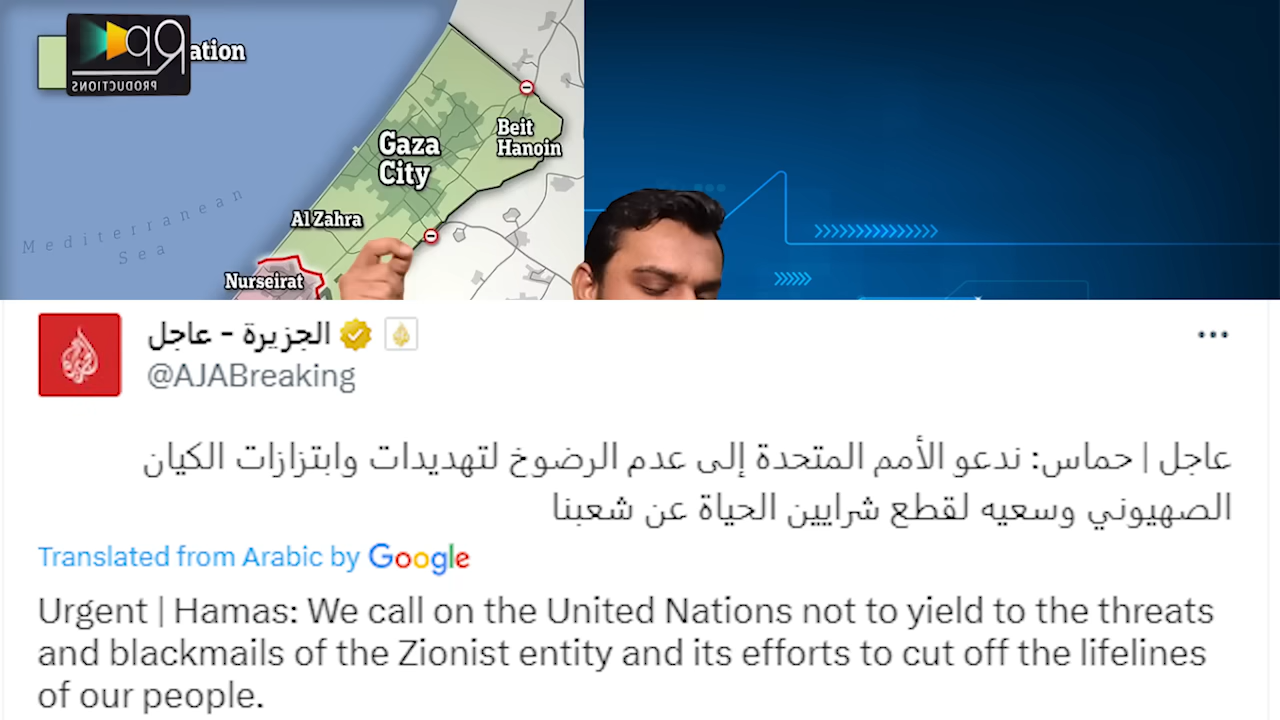 ation
qR
PRODUCTIONS
Gaza
City
Beit
Hanoin
Al Zahra
Mediterranean
Sea
Nurseirat
الجزيرة - عاجل
@AJABreaking
عاجل | حماس: ندعو الأمم المتحدة إلى عدم الرضوخ لتهديدات وابتزازات الكيان
الصهيوني وسعيه لقطع شرايين الحياة عن شعبنا
Translated from Arabic by Google
Urgent | Hamas: We call on the United Nations not to yield to the threats
and blackmails of the Zionist entity and its efforts to cut off the lifelines
of our people.